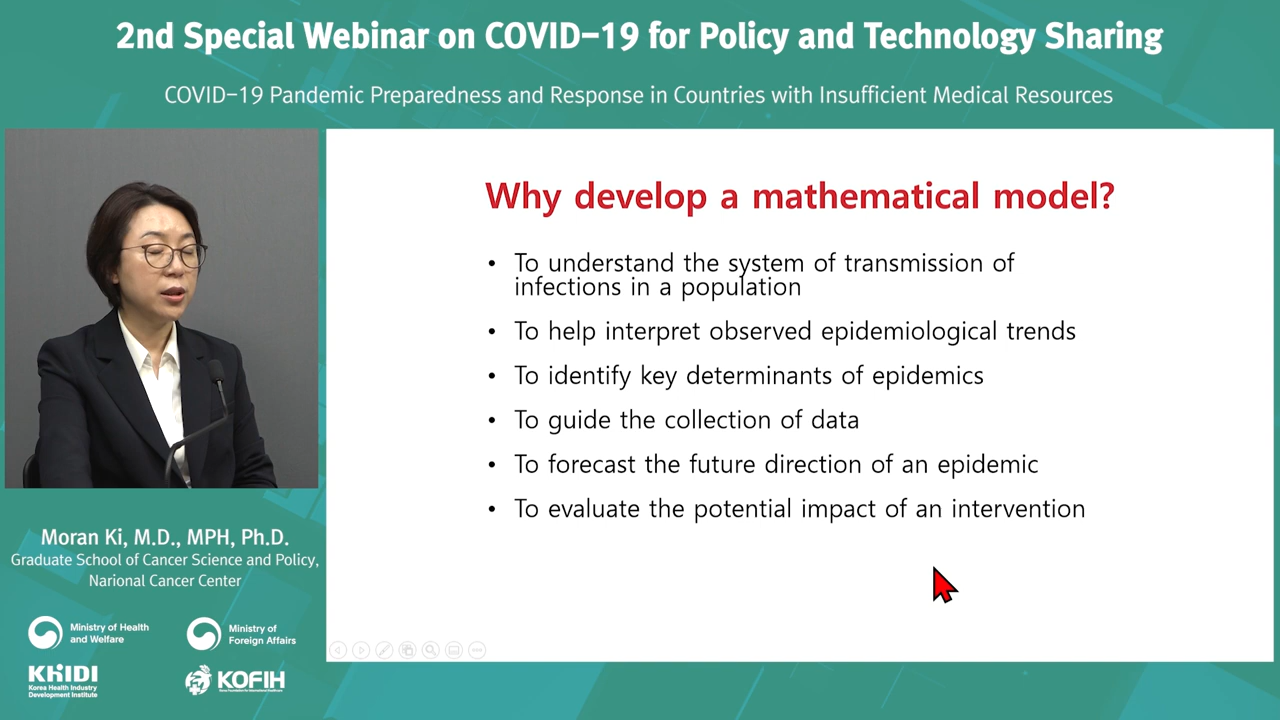 2nd Special Webinar on COVID-19 for Policy and Technology Sharing
COVID-19 Pandemic Preparedness and Response in Countries with Insufficient Medical Resources
Why develop a mathematical model?
• To understand the system of transmission of
infections in a population
• To help interpret observed epidemiological trends
• To identify key determinants of epidemics
• To guide the collection of data
• To forecast the future direction of an epidemic
• To evaluate the potential impact of an intervention
Moran Ki, M.D., MPH, Ph.D.
Graduate School of Cancer Science and Policy,
Narional Cancer Center
Ministry of Health
and Welfare
Ministry of
Foreign Affairs
KHIDI
Korea Health Industry
Development Institute
KOFIH
Korea Foundation for International Healthcare